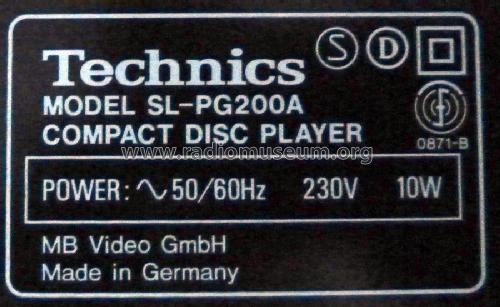 Technics
S D
MODEL SL-PG200A
COMPACT DISC PLAYER
0871-B
www.radiomuseum.org
POWER: ∿50/60Hz 230V 10W
MB Video GmbH
Made in Germany